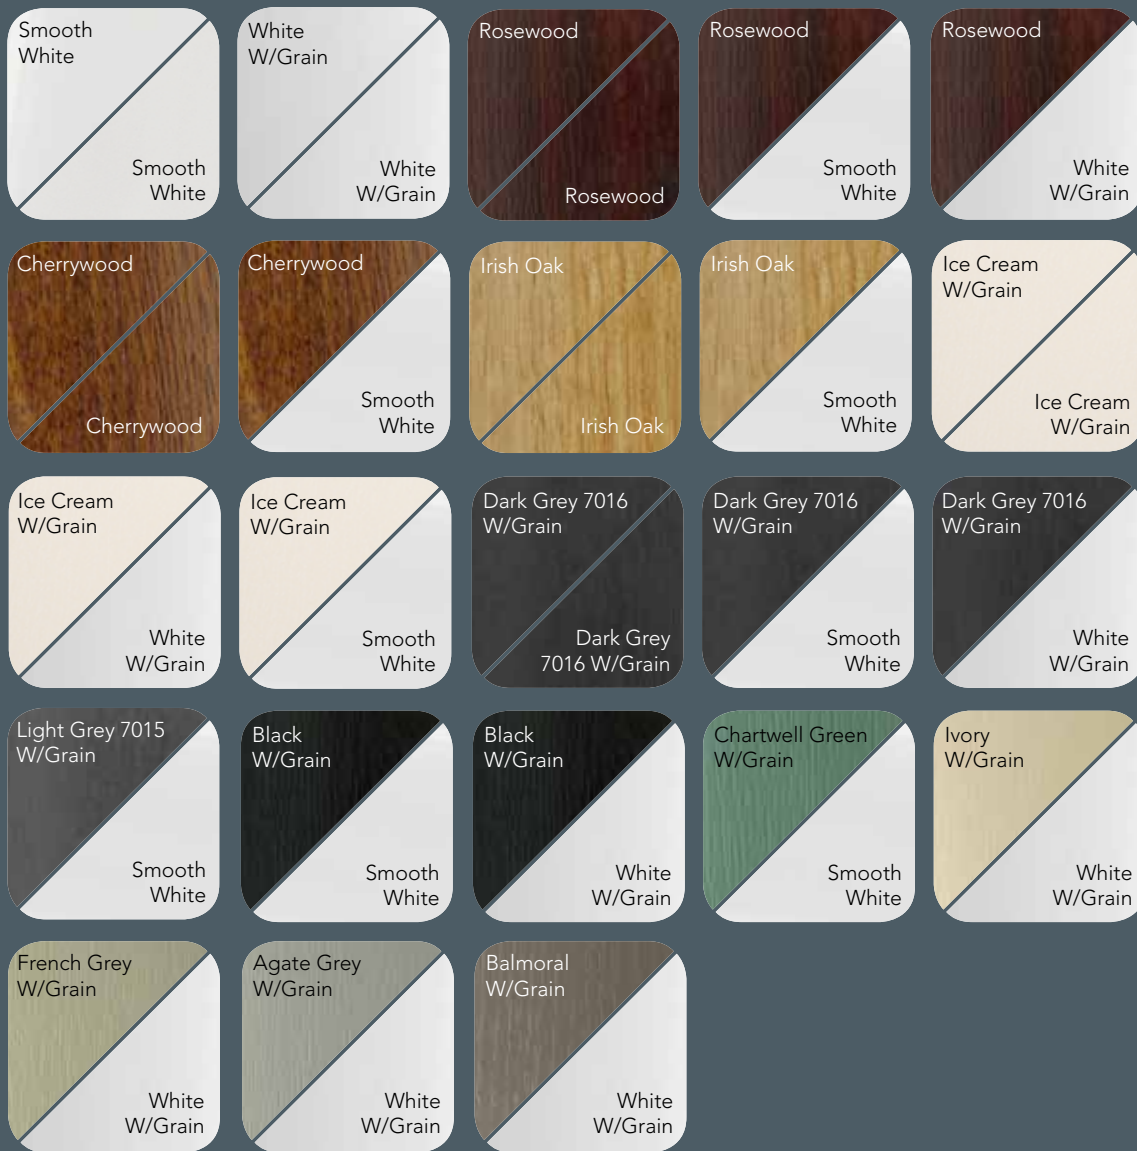 Smooth
White
Smooth
White
White
W/Grain
White
W/Grain
Rosewood
Rosewood
Rosewood
Smooth
White
Rosewood
White
W/Grain
Cherrywood
Cherrywood
Cherrywood
Smooth
White
Irish Oak
Irish Oak
Irish Oak
Smooth
White
Ice Cream
W/Grain
Ice Cream
W/Grain
Ice Cream
W/Grain
White
W/Grain
Ice Cream
W/Grain
Smooth
White
Dark Grey 7016
W/Grain
Dark Grey
7016 W/Grain
Dark Grey 7016
W/Grain
Smooth
White
Dark Grey 7016
W/Grain
White
W/Grain
Light Grey 7015
W/Grain
Smooth
White
Black
W/Grain
Smooth
White
Black
W/Grain
White
W/Grain
Chartwell Green
W/Grain
Smooth
White
Ivory
W/Grain
White
W/Grain
French Grey
W/Grain
White
W/Grain
Agate Grey
W/Grain
White
W/Grain
Balmoral
W/Grain
White
W/Grain